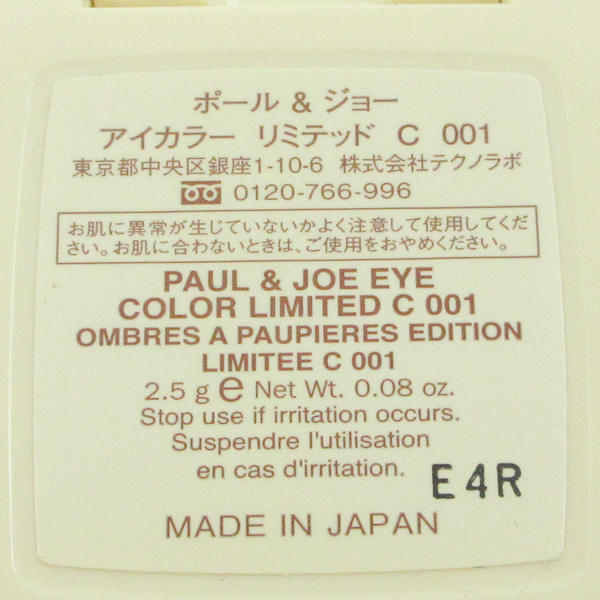 ポール & ジョー
アイカラー リミテッド C 001
東京都中央区銀座1-10-6 株式会社テクノラボ
0120-766-996
お肌に異常が生じていないかよく注意して使用してくだ
さい。お肌に合わないときは、ご使用をおやめください。
PAUL & JOE EYE
COLOR LIMITED C 001
OMBRES A PAUPIERES EDITION
LIMITEE C 001
2.5 g e Net Wt. 0.08 oz.
Stop use if irritation occurs.
Suspendre l'utilisation
en cas d'irritation.
E4R
MADE IN JAPAN